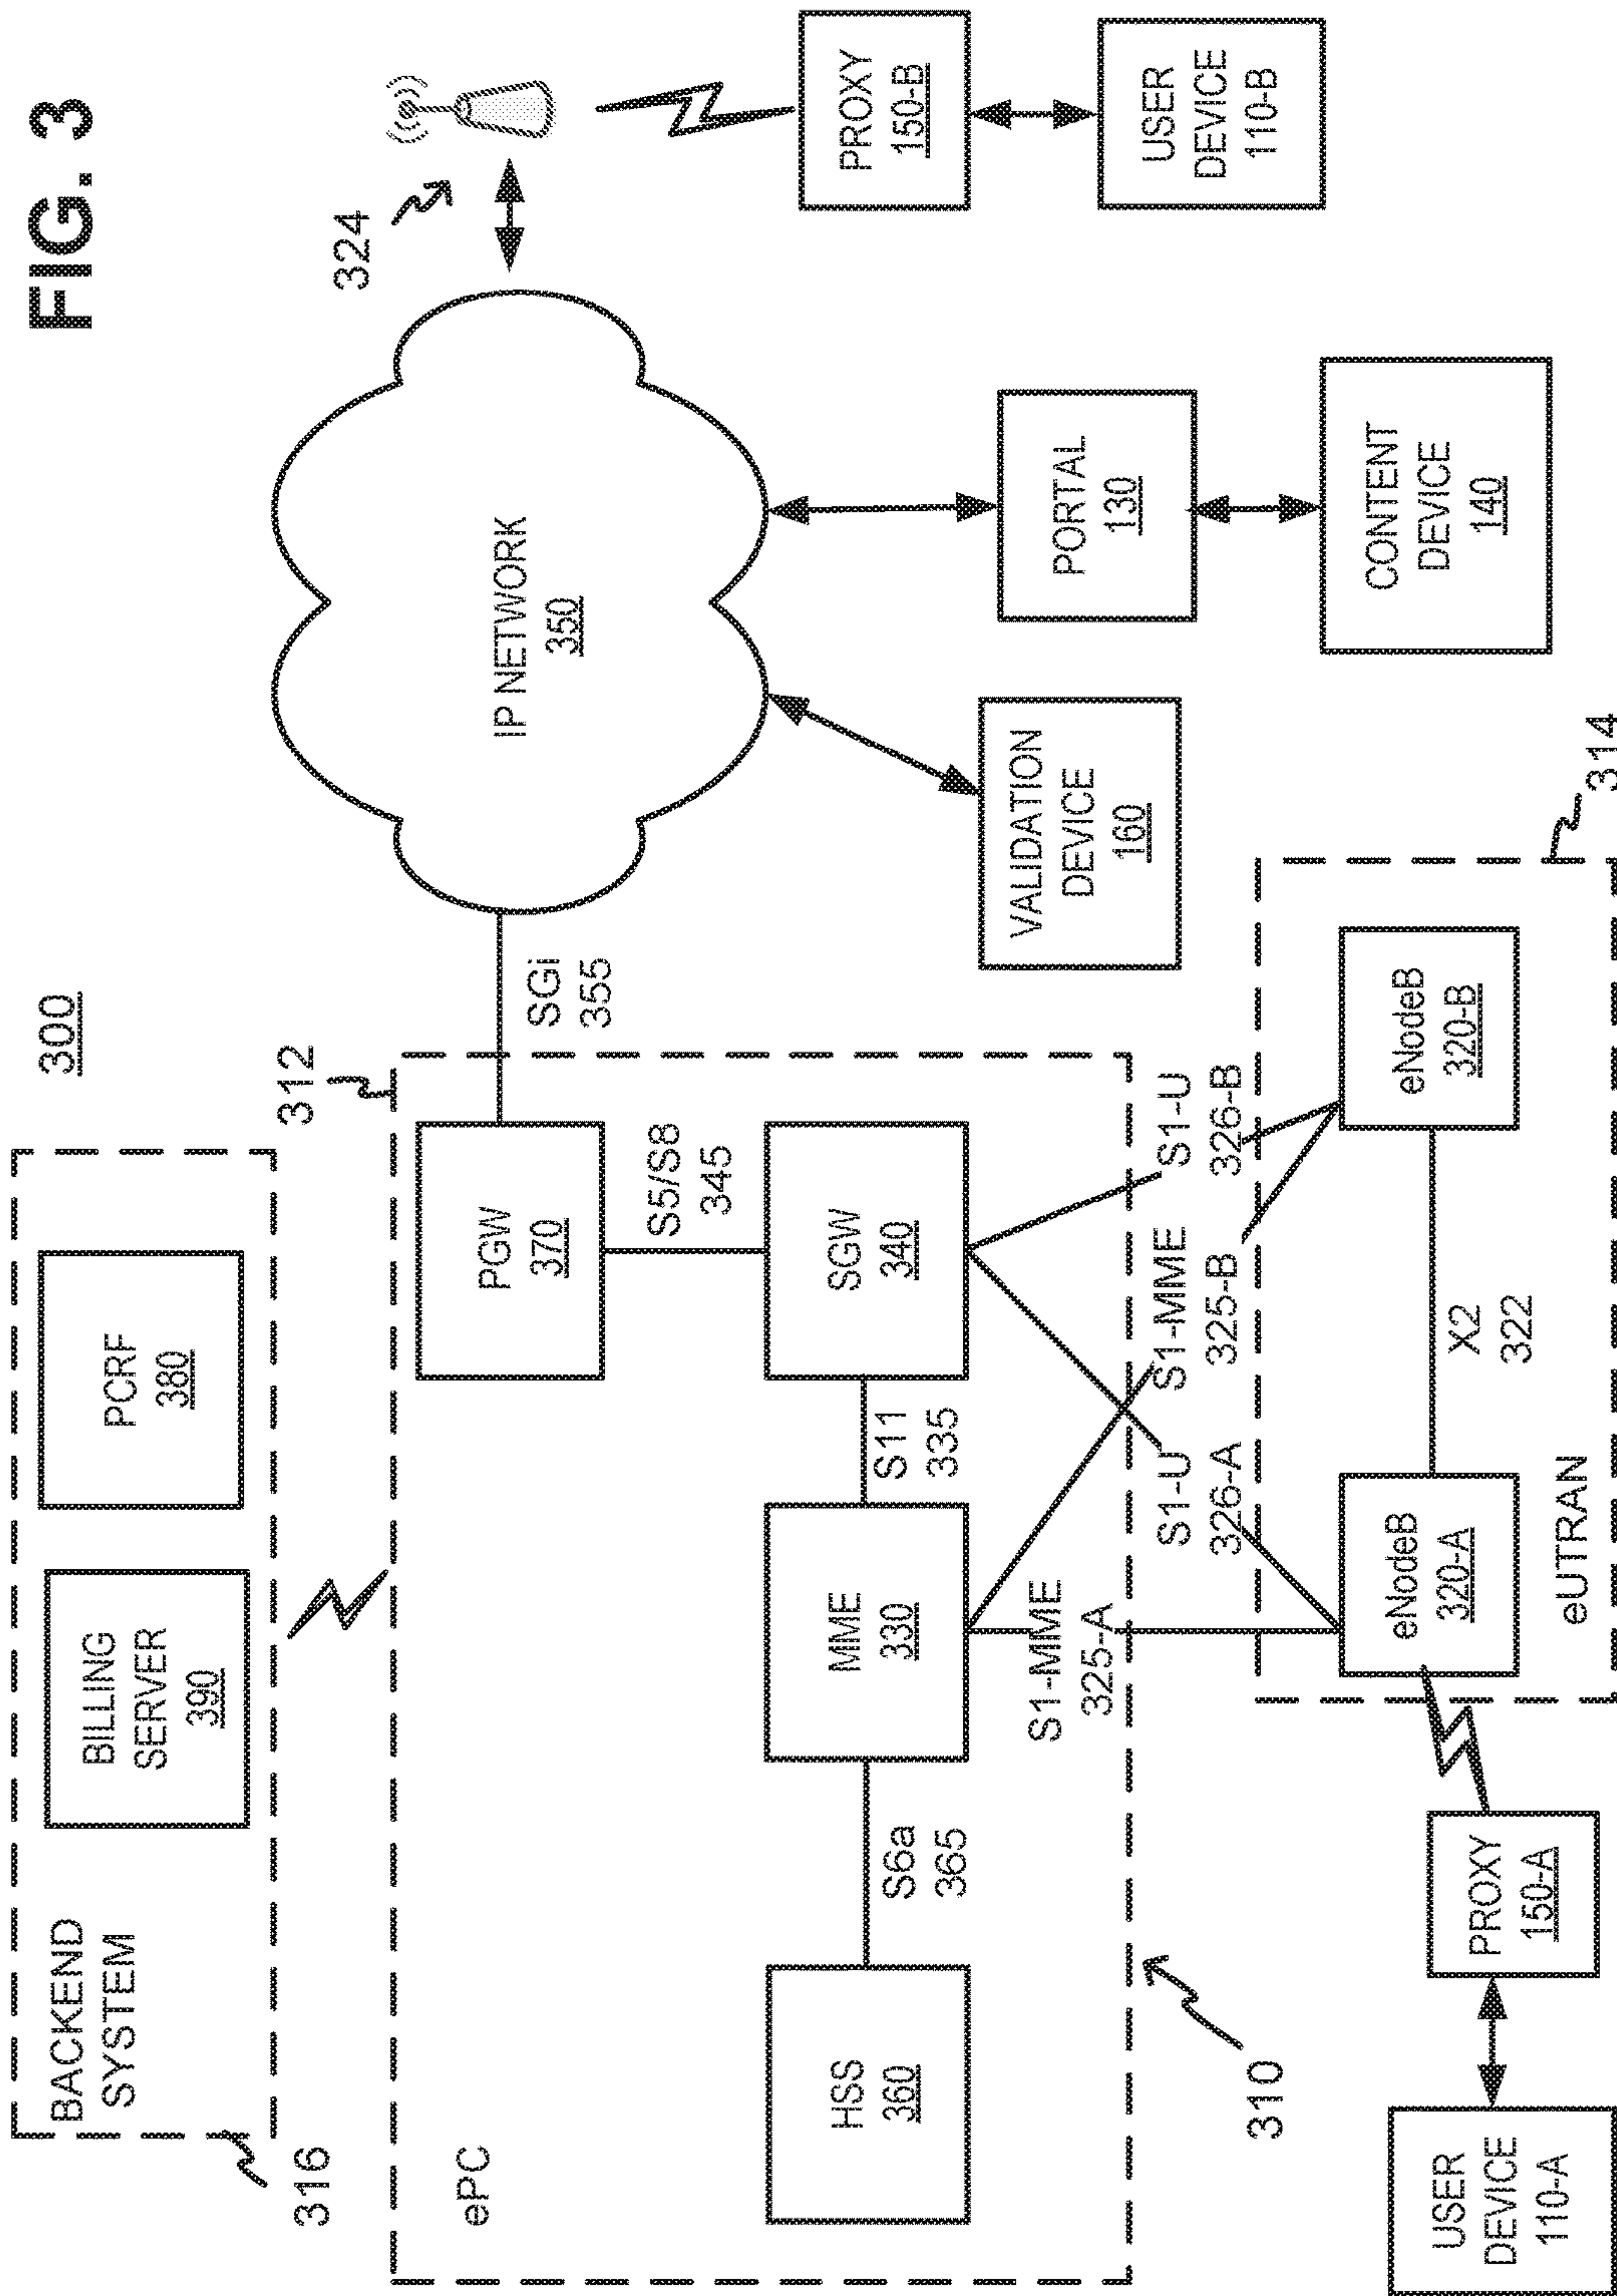 FIG. 3
300
BACKEND
SYSTEM
BILLING
SERVER
390
PCRF
380
316
312
ePC
PGW
370
SGi
355
S5/S8
345
HSS
360
S6a
365
MME
330
S11
335
SGW
340
IP NETWORK
350
324
PROXY
150-B
USER
DEVICE
110-B
VALIDATION
DEVICE
160
PORTAL
130
CONTENT
DEVICE
140
310
S1-MME
325-A
S1-U
326-A
S1-MME
325-B
S1-U
326-B
314
USER
DEVICE
110-A
PROXY
150-A
eNodeB
320-A
X2
322
eNodeB
320-B
eUTRAN